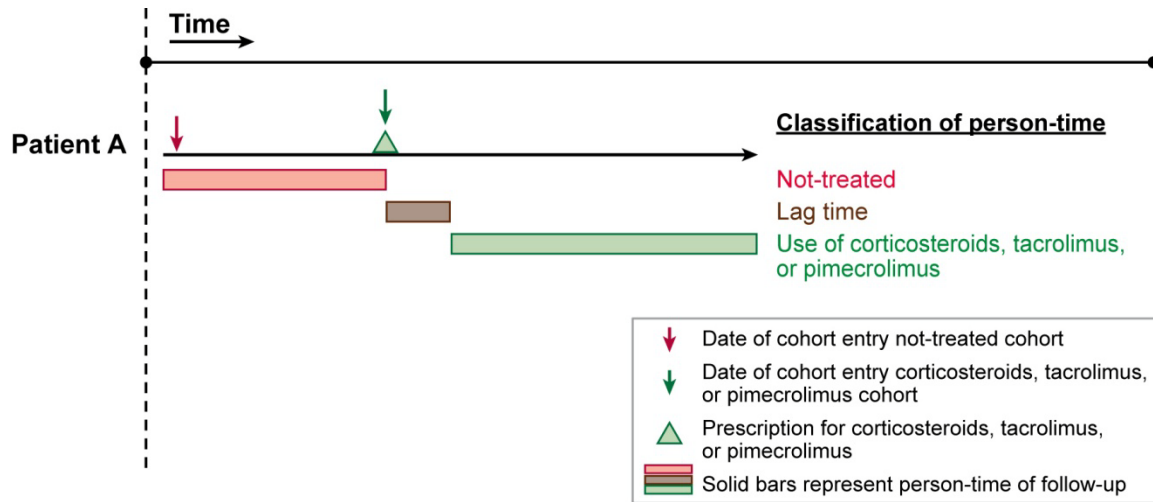 Time
Patient A
Classification of person-time
Not-treated
Lag time
Use of corticosteroids, tacrolimus,
or pimecrolimus
Date of cohort entry not-treated cohort
Date of cohort entry corticosteroids, tacrolimus,
or pimecrolimus cohort
Prescription for corticosteroids, tacrolimus,
or pimecrolimus
Solid bars represent person-time of follow-up